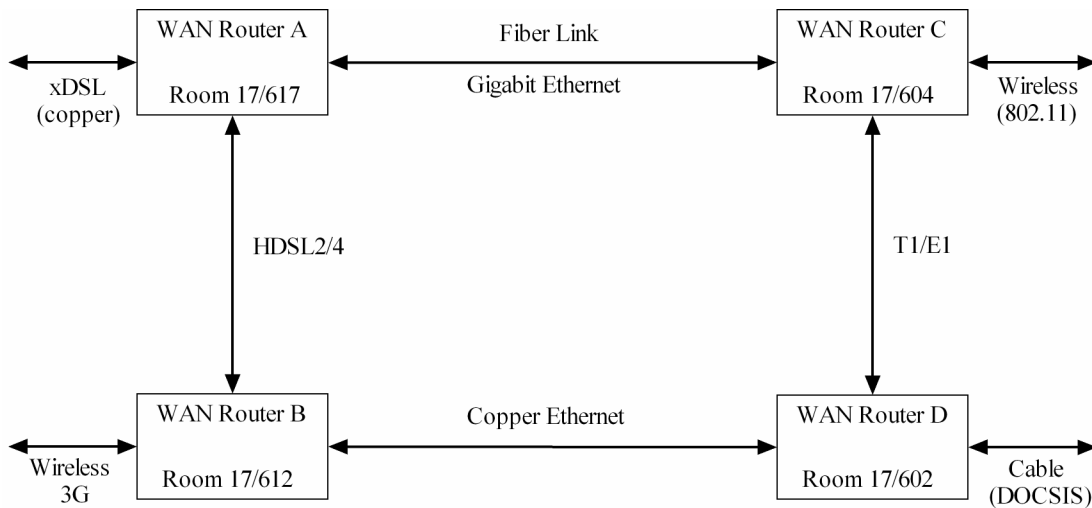 WAN Router A
Room 17/617
xDSL
(copper)
Fiber Link
Gigabit Ethernet
WAN Router C
Room 17/604
Wireless
(802.11)
HDSL2/4
T1/E1
WAN Router B
Room 17/612
Wireless
3G
Copper Ethernet
WAN Router D
Room 17/602
Cable
(DOCSIS)